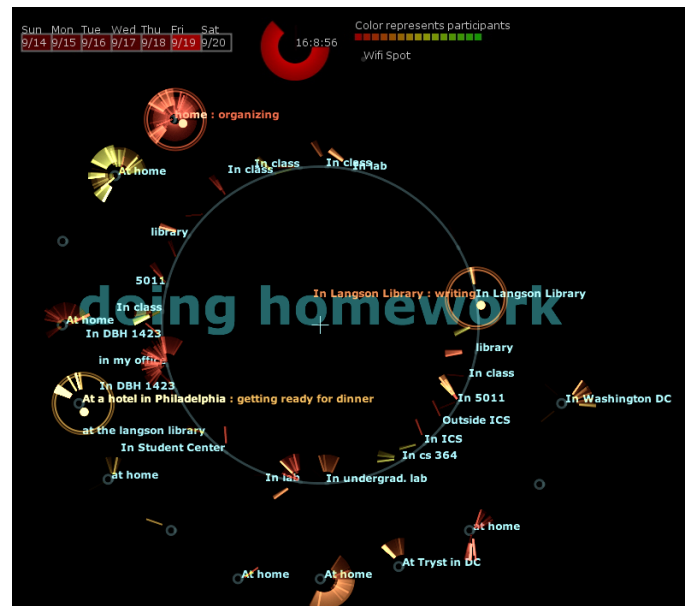 Sun Mon Tue Wed Thu Fri Sat
9/14 9/15 9/16 9/17 9/18 9/19 9/20
16:8:56
Color represents participants
Wifi Spot
home : organizing
In class
In class
In lab
At home
In class
library
5011
In Langson Library : writing
In Langson Library
doing homework
In class
At home
In DBH 1423
library
in my office
In class
In DBH 1423
At a hotel in Philadelphia : getting ready for dinner
In 5011
In Washington DC
Outside ICS
at the langson library
In ICS
In Student Center
In cs 364
at home
In lab
In undergrad. lab
at home
At Tryst in DC
At home
At home